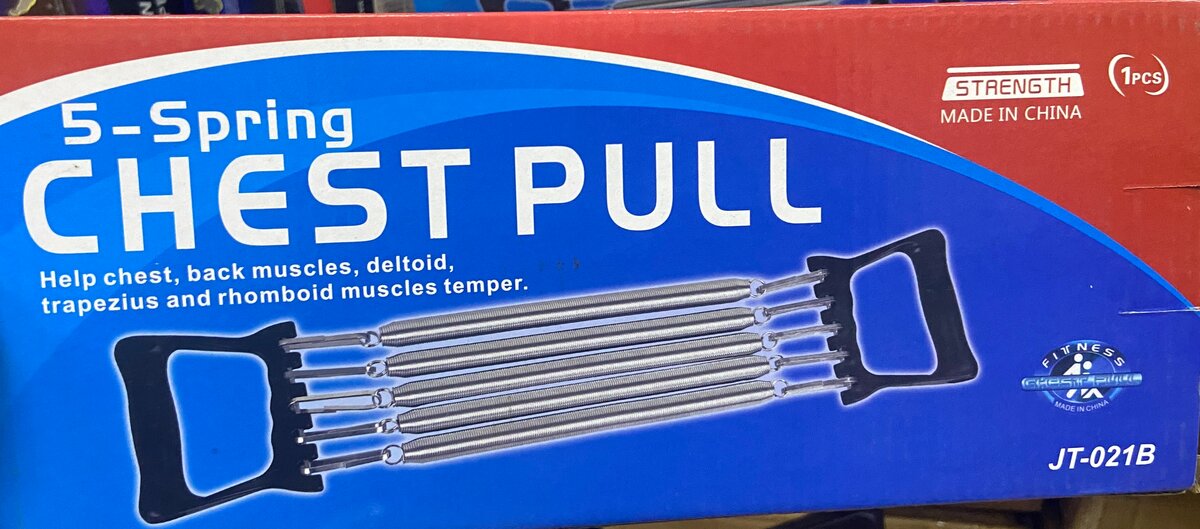 5-Spring
CHEST PULL
Help chest, back muscles, deltoid,
trapezius and rhomboid muscles temper.
STRENGTH
MADE IN CHINA
1PCS
FITNESS
CHEST PULL
MADE IN CHINA
JT-021B